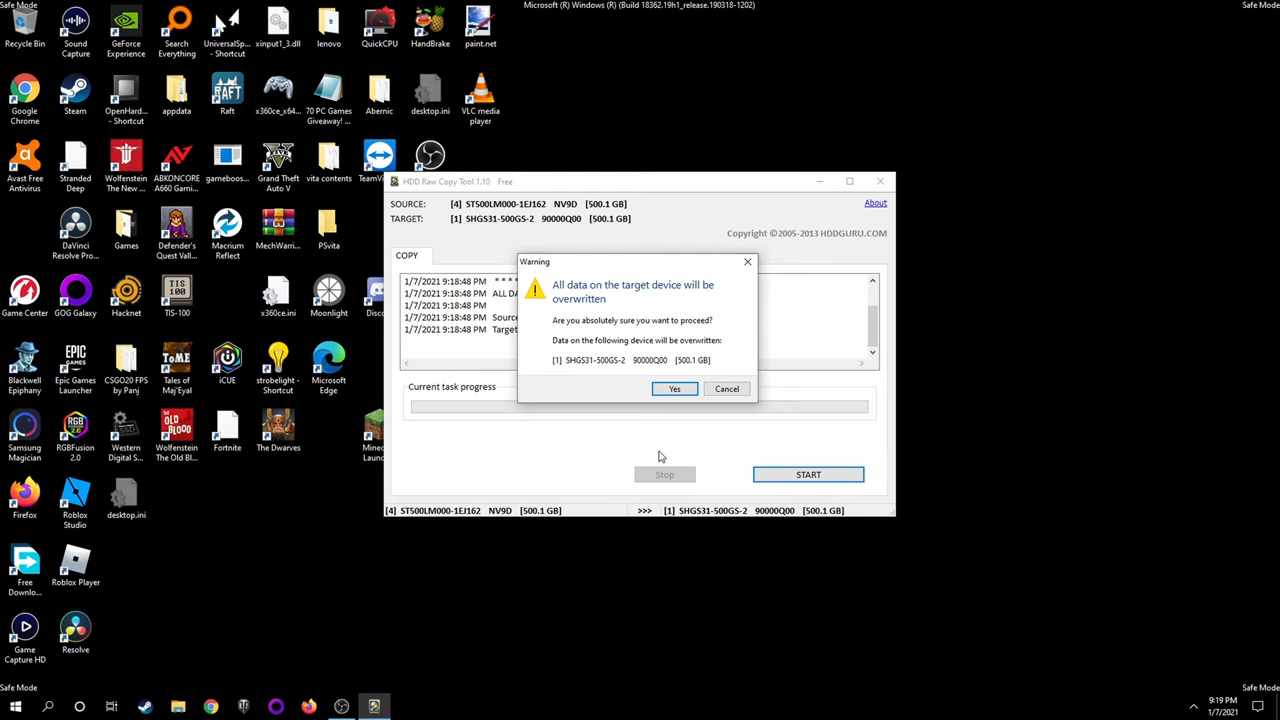 Safe Mode
Microsoft (R) Windows (R) (Build 18362.19h1_release.190318-1202)
Safe Mode
Recycle Bin
Sound Capture
GeForce Experience
Search Everything
UniversalSp... - Shortcut
xinput1_3.dll
lenovo
QuickCPU
HandBrake
paint.net
Google Chrome
Steam
OpenHard... - Shortcut
appdata
Raft
x360ce_x64...
70 PC Games Giveaway! ...
Abernic
desktop.ini
VLC media player
Avast Free Antivirus
Stranded Deep
Wolfenstein The New ...
ABKONCORE A660 Gami...
gameboos...
Grand Theft Auto V
vita contents
TeamV
DaVinci Resolve Pro...
Games
Defender's Quest Vall...
Macrium Reflect
MechWarri...
PSvita
Game Center
GOG Galaxy
Hacknet
TIS-100
x360ce.ini
Moonlight
Disc
Blackwell Epiphany
Epic Games Launcher
CSGO20 FPS by Panj
Tales of Maj'Eyal
iCUE
strobelight - Shortcut
Microsoft Edge
Samsung Magician
RGBFusion 2.0
Western Digital S...
Wolfenstein The Old Bl...
Fortnite
The Dwarves
Minec
Launc
Firefox
Roblox Studio
desktop.ini
Free Downlo...
Roblox Player
Game Capture HD
Resolve
HDD Raw Copy Tool 1.10 Free
SOURCE: [4] ST500LM000-1EJ162 NV9D [500.1 GB]
About
TARGET: [1] SHGS31-500GS-2 90000Q00 [500.1 GB]
Copyright ©2005-2013 HDDGURU.COM
COPY
1/7/2021 9:18:48 PM * * * *
1/7/2021 9:18:48 PM ALL DA
1/7/2021 9:18:48 PM
1/7/2021 9:18:48 PM Sourc
1/7/2021 9:18:48 PM Target
Warning
All data on the target device will be
overwritten
Are you absolutely sure you want to proceed?
Data on the following device will be overwritten:
[1] SHGS31-500GS-2 90000Q00 [500.1 GB]
Yes
Cancel
Current task progress
Stop
START
[4] ST500LM000-1EJ162 NV9D [500.1 GB] >>> [1] SHGS31-500GS-2 90000Q00 [500.1 GB]
Safe Mode
Safe Mode
9:19 PM
1/7/2021